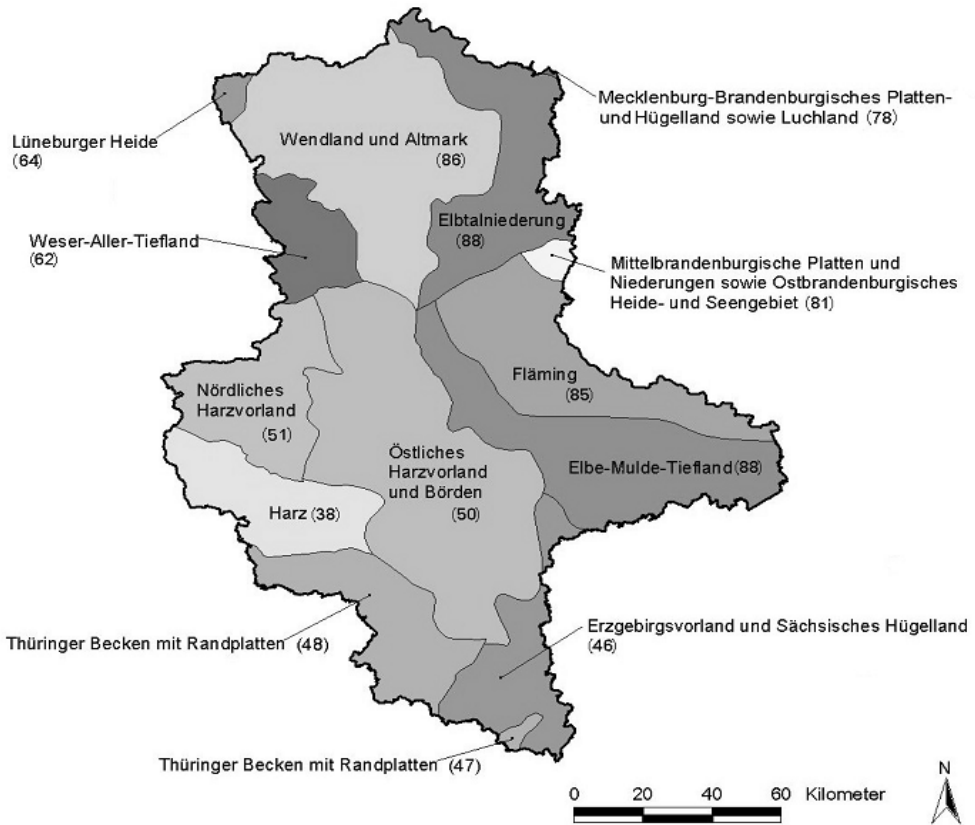 Mecklenburg-Brandenburgisches Platten-
und Hügelland sowie Luchland (78)
Lüneburger Heide
(64)
Wendland und Altmark
(86)
Elbtalniederung
(88)
Weser-Aller-Tiefland
(62)
Mittelbrandenburgische Platten und
Niederungen sowie Ostbrandenburgisches
Heide- und Seengebiet (81)
Fläming
(85)
Nördliches
Harzvorland
(51)
Östliches
Harzvorland
und Börden
(50)
Elbe-Mulde-Tiefland (88)
Harz (38)
Thüringer Becken mit Randplatten (48)
Erzgebirgsvorland und Sächsisches Hügelland
(46)
Thüringer Becken mit Randplatten (47)
0 20 40 60 Kilometer
N